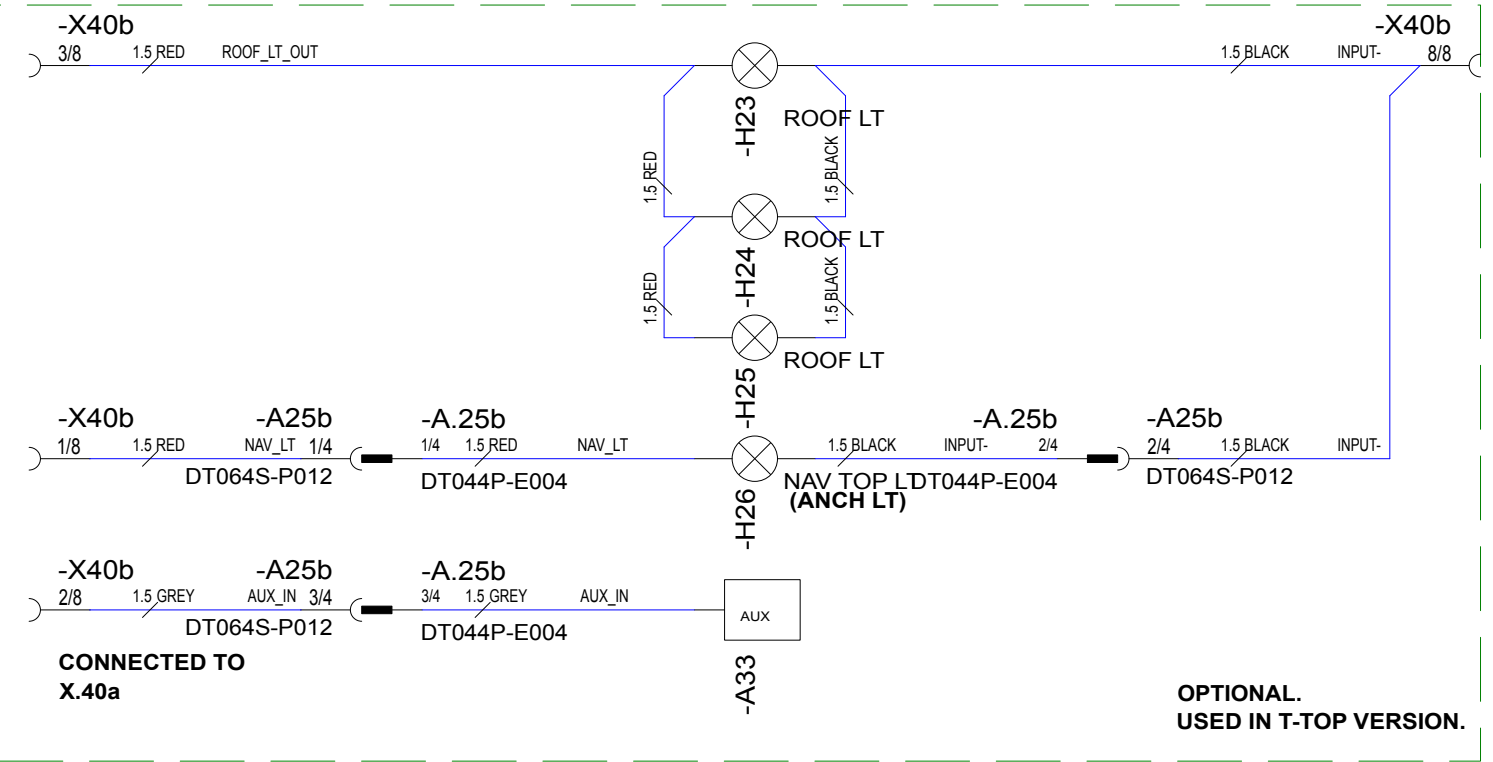 -X40b
-X40b
3/8 1.5 RED ROOF_LT_OUT
1.5 BLACK INPUT- 8/8
-H23
ROOF LT
1.5 RED
1.5 BLACK
-H24
ROOF LT
1.5 RED
1.5 BLACK
-H25
ROOF LT
-X40b -A25b -A.25b -A.25b -A25b
1/8 1.5 RED NAV_LT 1/4 1/4 1.5 RED NAV_LT 1.5 BLACK INPUT- 2/4 2/4 1.5 BLACK INPUT-
DT064S-P012 DT044P-E004 NAV TOP LT DT044P-E004 DT064S-P012
(ANCH LT)
-H26
-X40b -A25b -A.25b
2/8 1.5 GREY AUX_IN 3/4 3/4 1.5 GREY AUX_IN
AUX
DT064S-P012 DT044P-E004
-A33
CONNECTED TO
X.40a
OPTIONAL.
USED IN T-TOP VERSION.